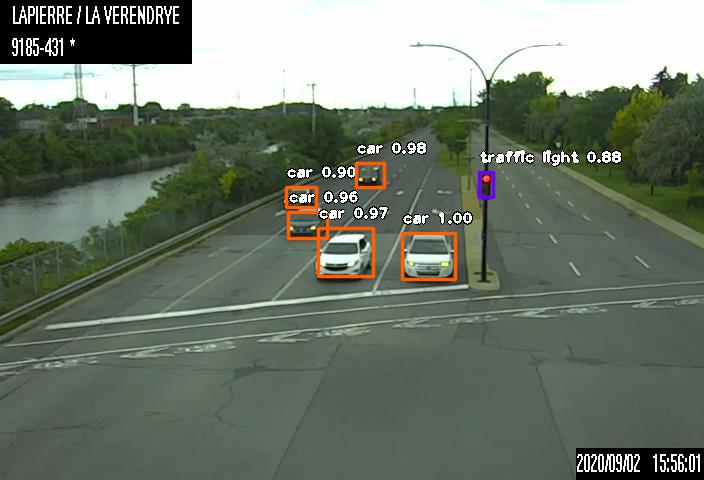 LAPIERRE / LA VERENDRYE
9185-431 *
car 0.98
traffic light 0.88
car 0.90
car 0.96
car 0.97
car 1.00
2020/09/02 15:56:01